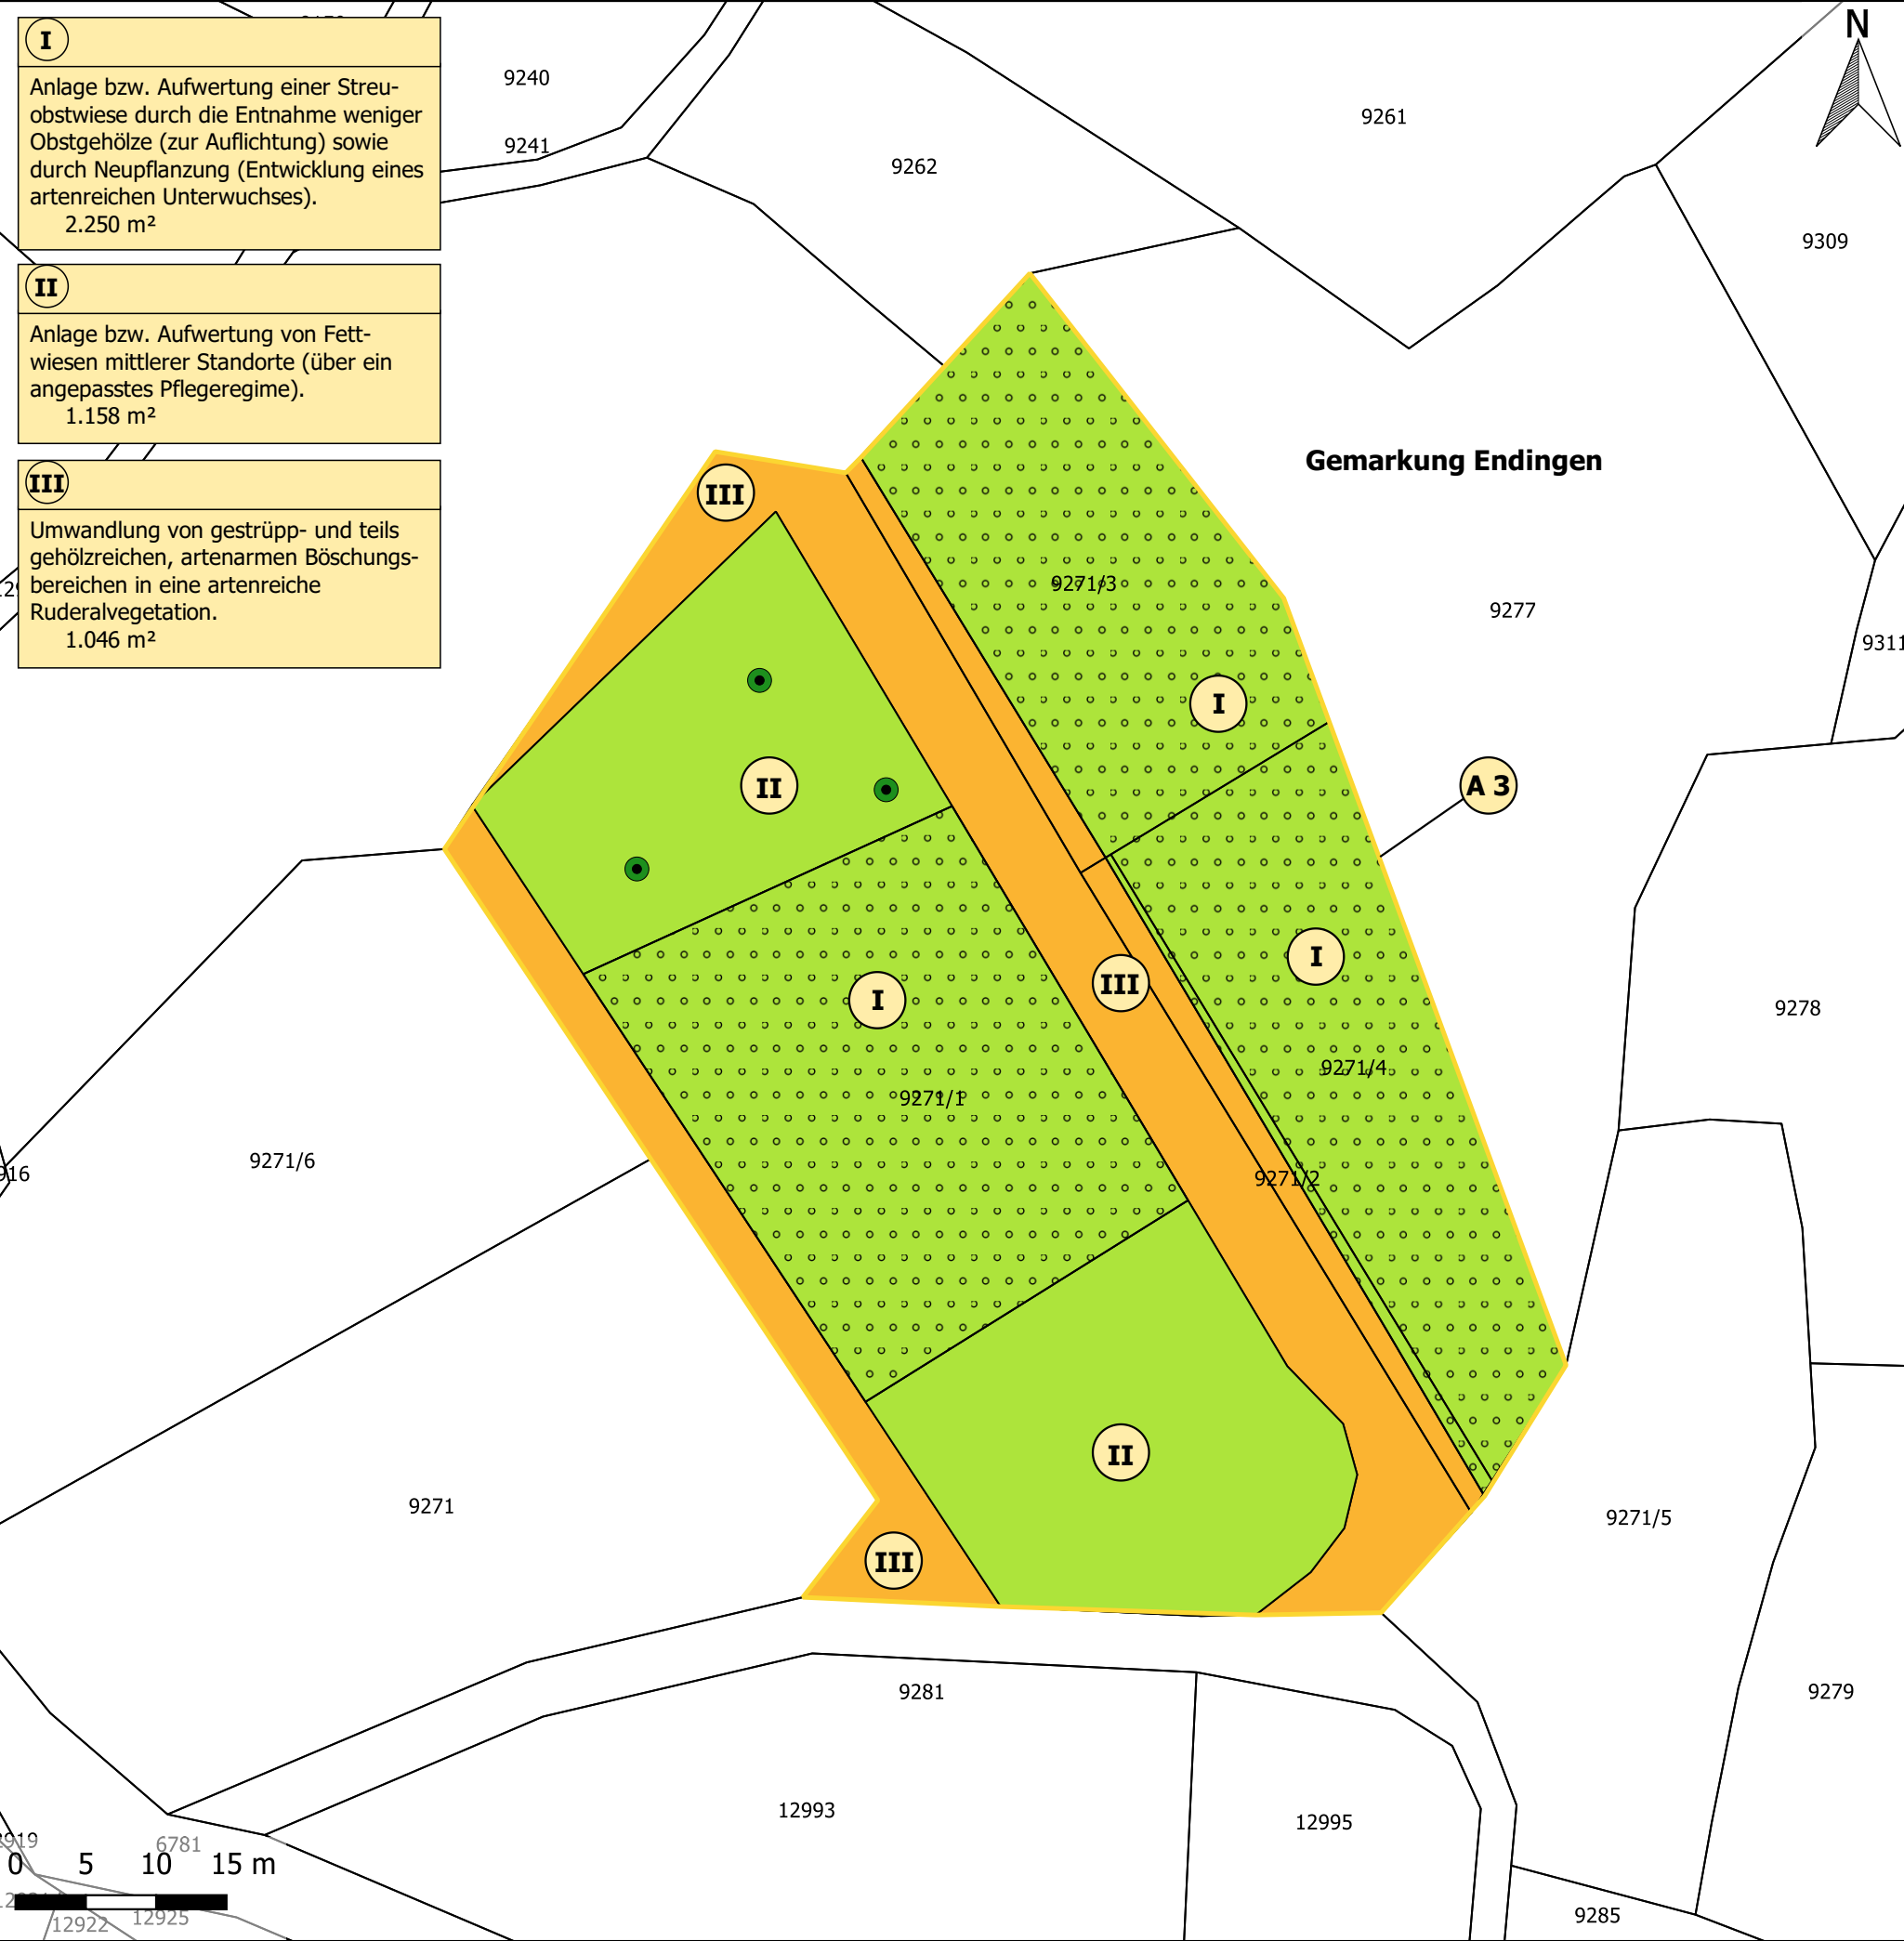 I
Anlage bzw. Aufwertung einer Streu-
obstwiese durch die Entnahme weniger
Obstgehölze (zur Auflichtung) sowie
durch Neupflanzung (Entwicklung eines
artenreichen Unterwuchses).
2.250 m²
II
Anlage bzw. Aufwertung von Fett-
wiesen mittlerer Standorte (über ein
angepasstes Pflegeregime).
1.158 m²
III
Umwandlung von gestrüpp- und teils
gehölzreichen, artenarmen Böschungs-
bereichen in eine artenreiche
Ruderalvegetation.
1.046 m²
N
9240
9241
9262
9261
9309
Gemarkung Endingen
III
9271/3
9277
9311
I
II
A 3
I
III
I
9278
9271/4
9271/1
9271/6
9271/2
II
9271
9271/5
III
9281
9279
12993
12995
6781
0 5 10 15 m
12922
12925
9285